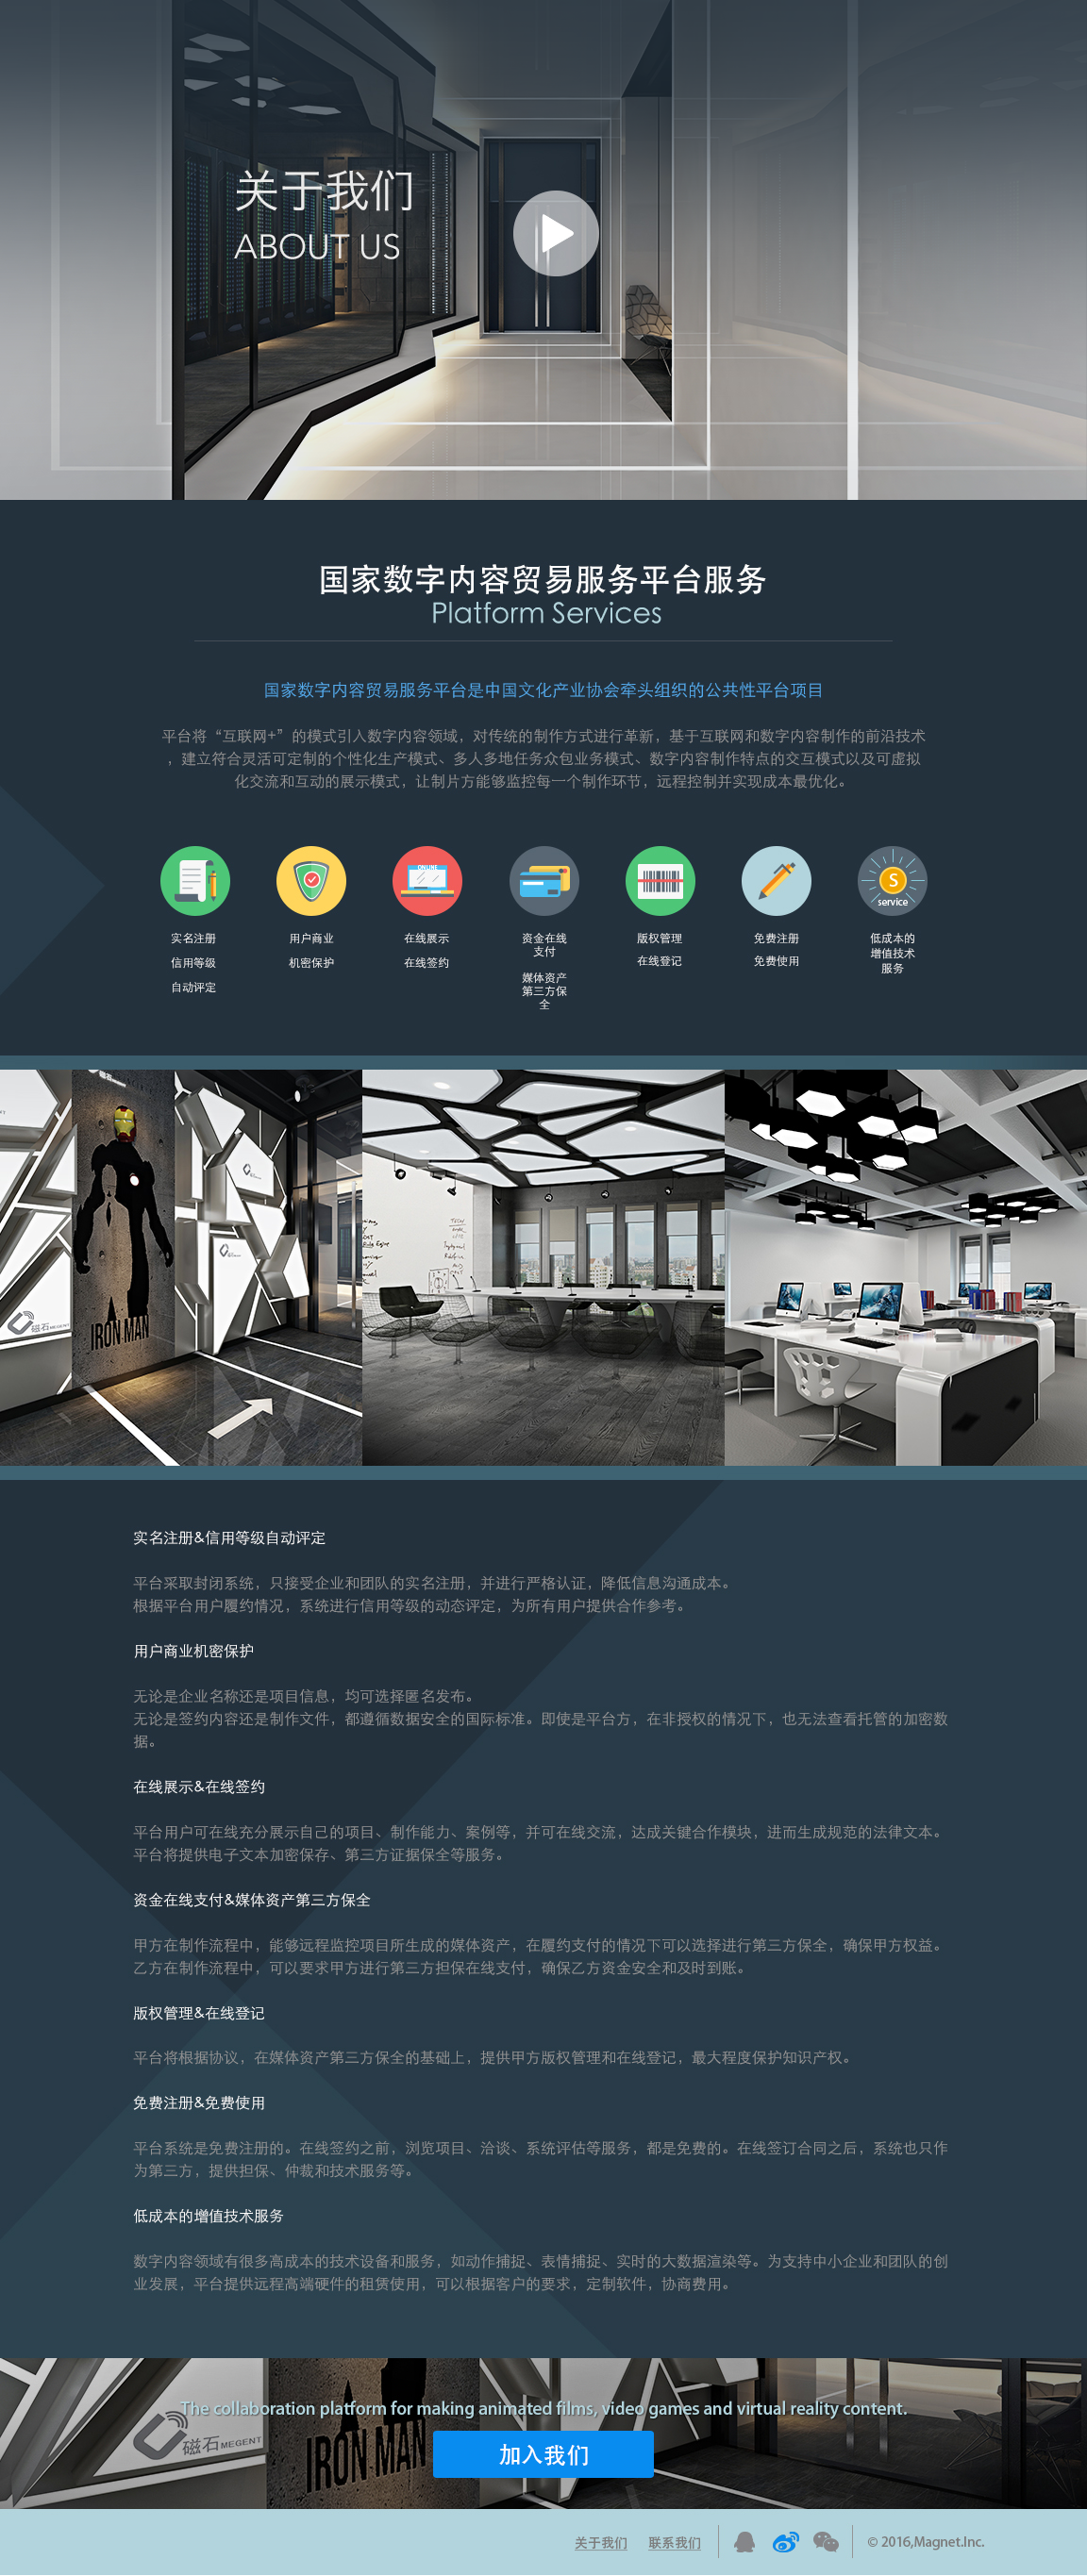 关于我们
ABOUT US
国家数字内容贸易服务平台服务
Platform Services
国家数字内容贸易服务平台是中国文化产业协会牵头组织的公共性平台项目
平台将“互联网+”的模式引入数字内容领域，对传统的制作方式进行革新，基于互联网和数字内容制作的前沿技术
，建立符合灵活可定制的个性化生产模式、多人多地任务众包业务模式、数字内容制作特点的交互模式以及可虚拟
化交流和互动的展示模式，让制片方能够监控每一个制作环节，远程控制并实现成本最优化。
ONLINE
S
service
实名注册
信用等级
自动评定
用户商业
机密保护
在线展示
在线签约
资金在线
支付
媒体资产
第三方保
全
版权管理
在线登记
免费注册
免费使用
低成本的
增值技术
服务
磁石MEGENT
IRON MAN
实名注册&信用等级自动评定
平台采取封闭系统，只接受企业和团队的实名注册，并进行严格认证，降低信息沟通成本。
根据平台用户履约情况，系统进行信用等级的动态评定，为所有用户提供合作参考。
用户商业机密保护
无论是企业名称还是项目信息，均可选择匿名发布。
无论是签约内容还是制作文件，都遵循数据安全的国际标准。即使是平台方，在非授权的情况下，也无法查看托管的加密数
据。
在线展示&在线签约
平台用户可在线充分展示自己的项目、制作能力、案例等，并可在线交流，达成关键合作模块，进而生成规范的法律文本。
平台将提供电子文本加密保存、第三方证据保全等服务。
资金在线支付&媒体资产第三方保全
甲方在制作流程中，能够远程监控项目所生成的媒体资产，在履约支付的情况下可以选择进行第三方保全，确保甲方权益。
乙方在制作流程中，可以要求甲方进行第三方担保在线支付，确保乙方资金安全和及时到账。
版权管理&在线登记
平台将根据协议，在媒体资产第三方保全的基础上，提供甲方版权管理和在线登记，最大程度保护知识产权。
免费注册&免费使用
平台系统是免费注册的。在线签约之前，浏览项目、洽谈、系统评估等服务，都是免费的。在线签订合同之后，系统也只作
为第三方，提供担保、仲裁和技术服务等。
低成本的增值技术服务
数字内容领域有很多高成本的技术设备和服务，如动作捕捉、表情捕捉、实时的大数据渲染等。为支持中小企业和团队的创
业发展，平台提供远程高端硬件的租赁使用，可以根据客户的要求，定制软件，协商费用。
The collaboration platform for making animated films, video games and virtual reality content.
磁石MEGENT
IRON MAN
加入我们
关于我们 联系我们 © 2016,Magnet.Inc.